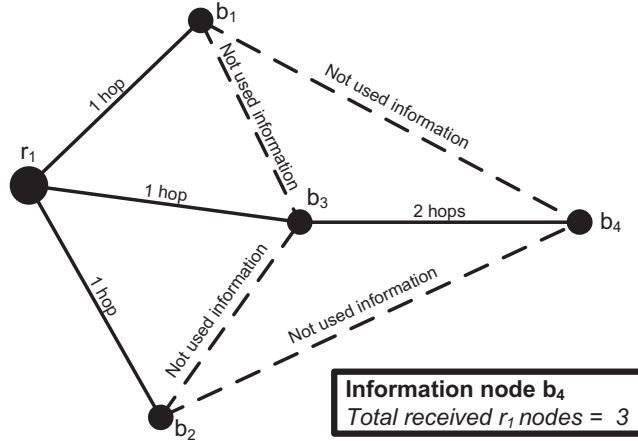 b1
Not used information
Not used information
1 hop
r1
1 hop
b3
2 hops
b4
1 hop
Not used information
Not used information
b2
Information node b4
Total received r1 nodes = 3